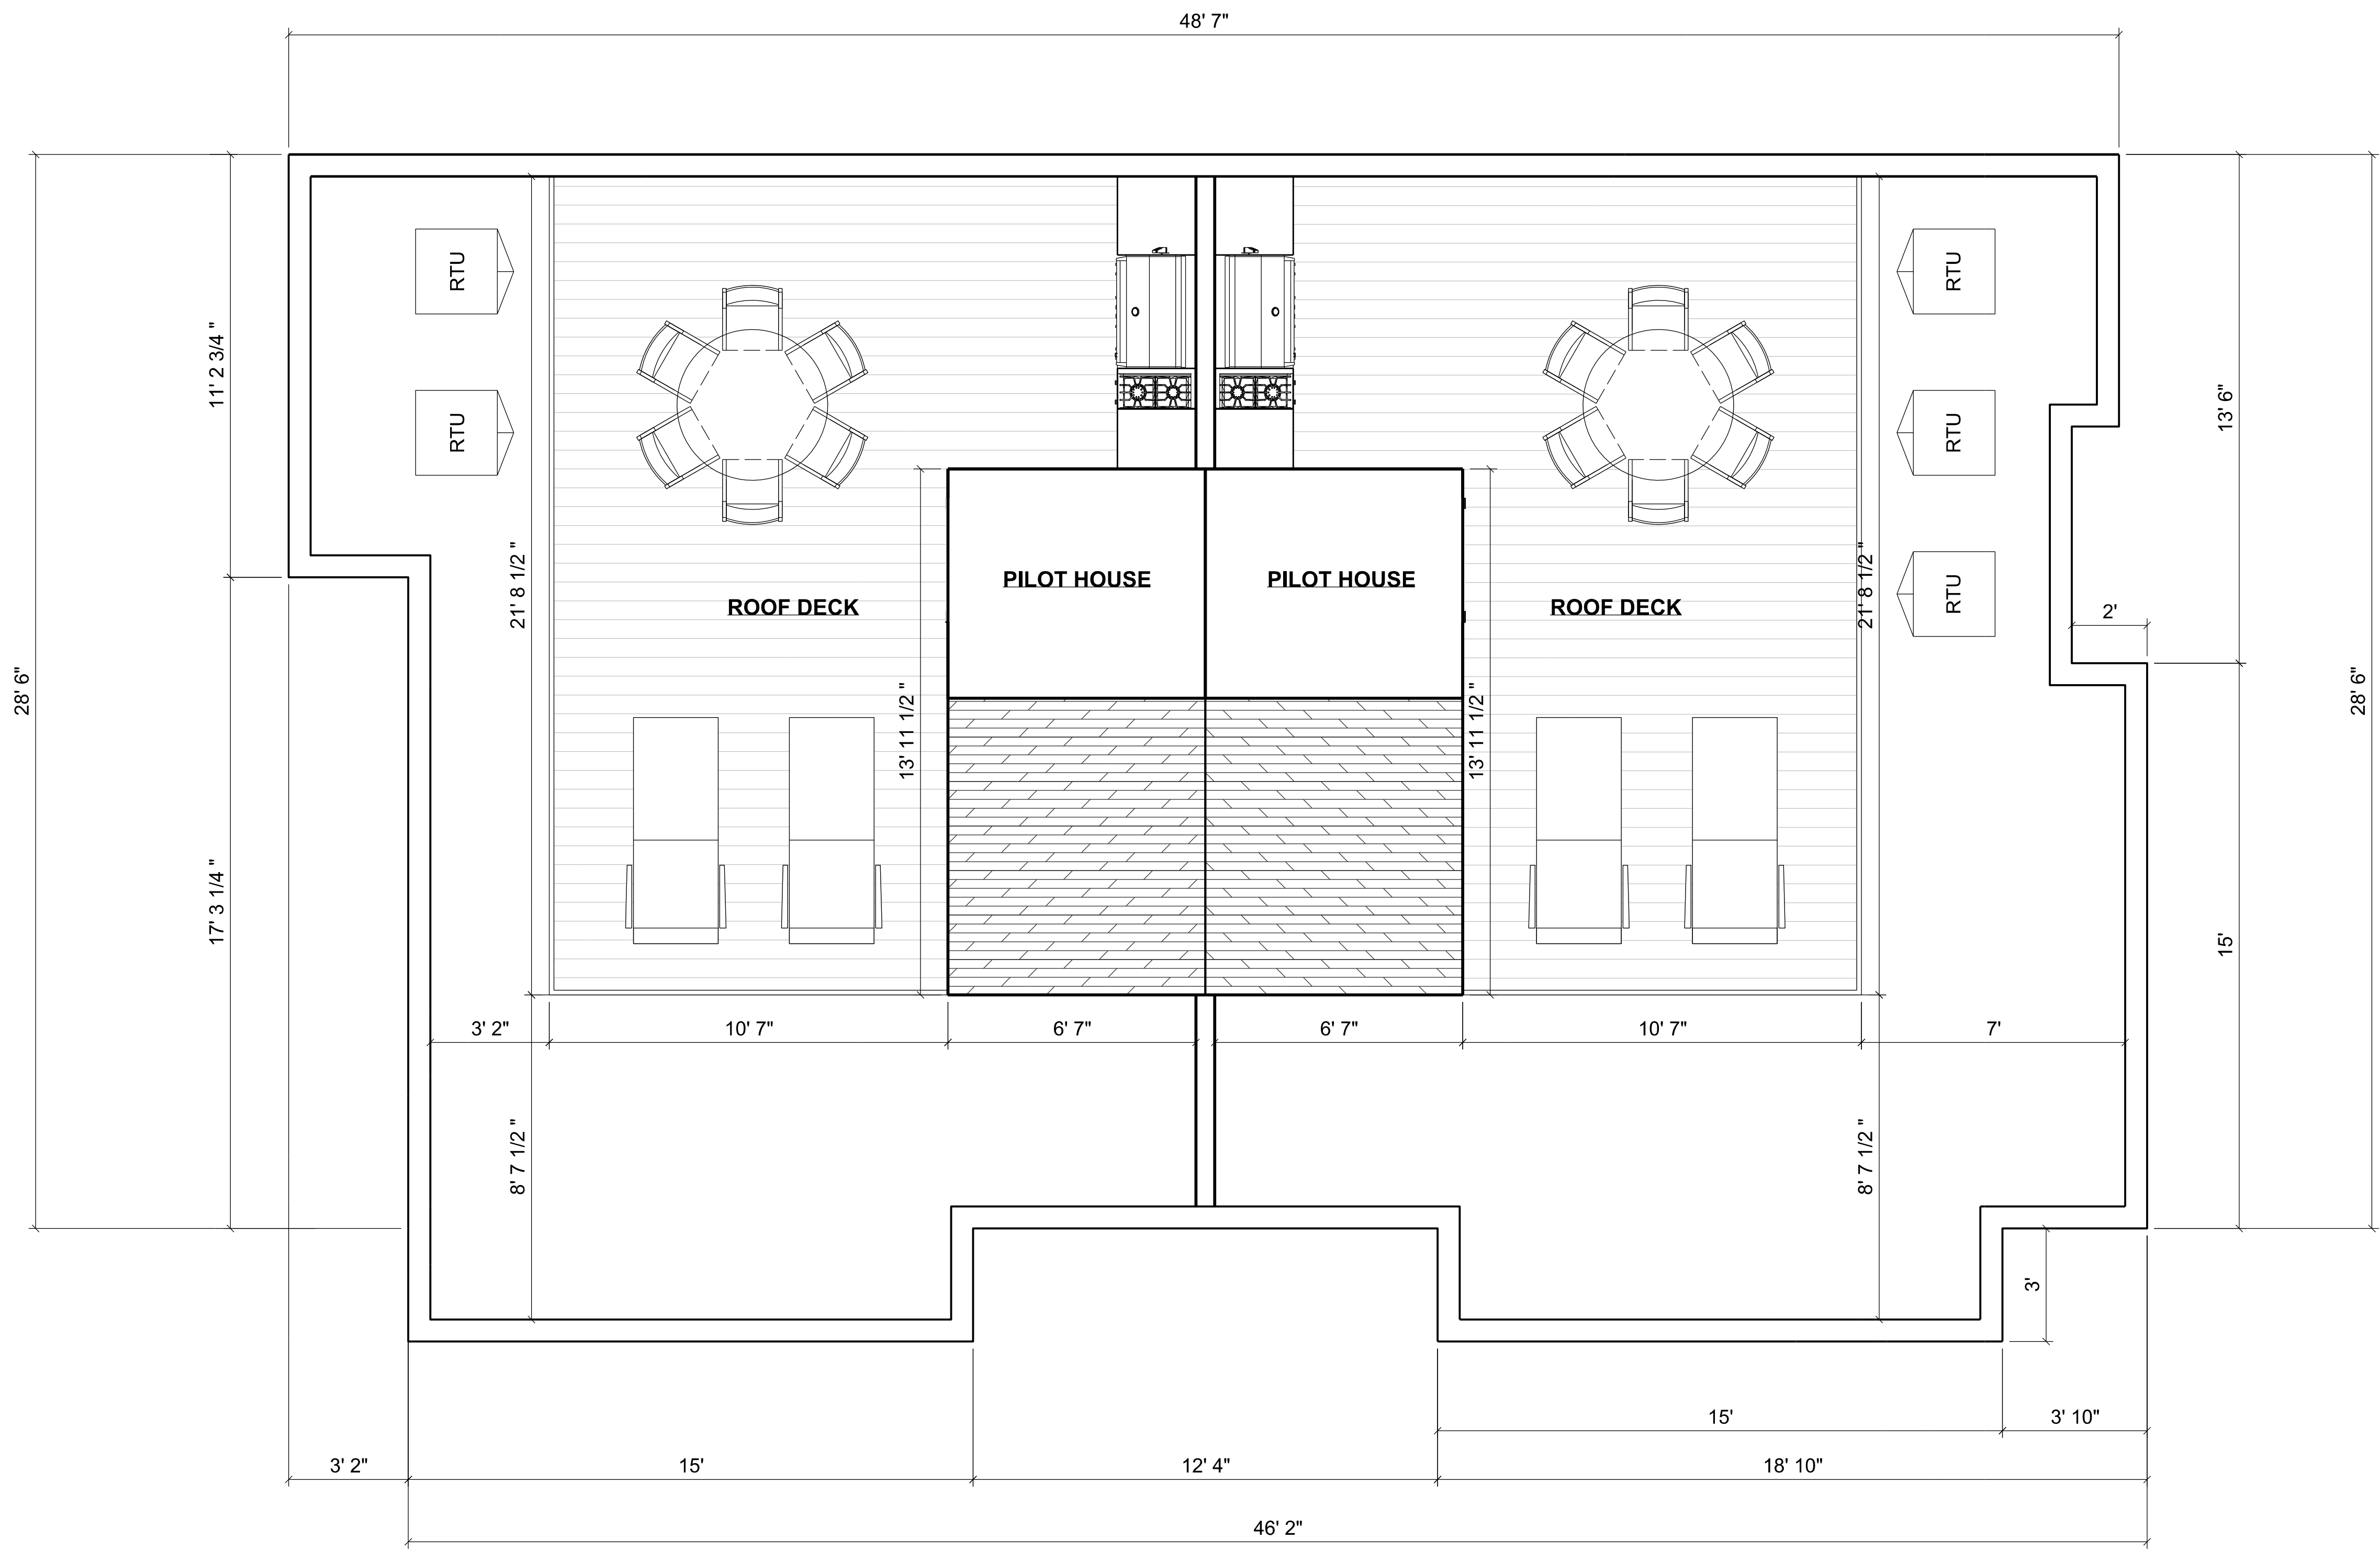 48' 7"
RTU
RTU
RTU
RTU
RTU
11' 2 3/4 "
13' 6"
21' 8 1/2 "
PILOT HOUSE
PILOT HOUSE
21' 8 1/2 "
ROOF DECK
ROOF DECK
2'
28' 6"
28' 6"
13' 11 1/2 "
13' 11 1/2 "
17' 3 1/4 "
15'
3' 2"
10' 7"
6' 7"
6' 7"
10' 7"
7'
8' 7 1/2 "
8' 7 1/2 "
3'
15'
3' 10"
3' 2"
15'
12' 4"
18' 10"
46' 2"